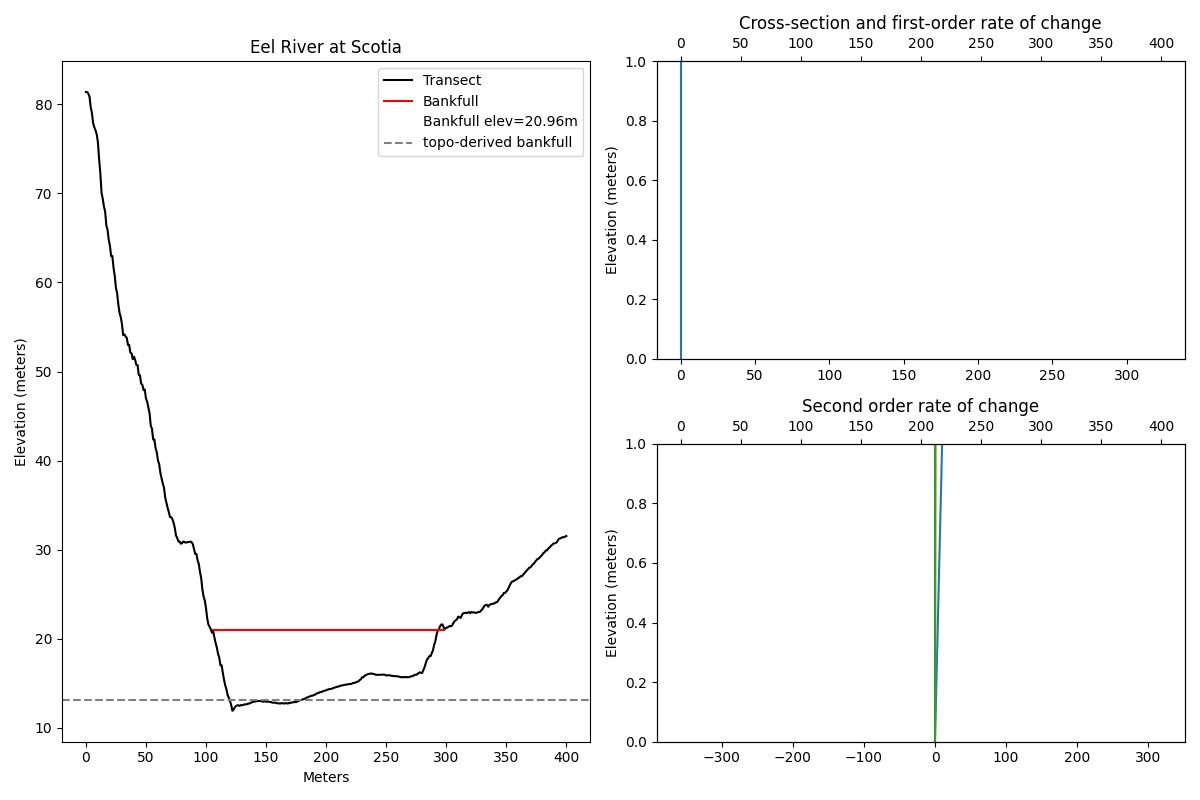 Eel River at Scotia
80
70
60
50
40
30
20
10
Elevation (meters)
0 50 100 150 200 250 300 350 400
Meters
Transect
Bankfull
Bankfull elev=20.96m
topo-derived bankfull
Cross-section and first-order rate of change
0 50 100 150 200 250 300 350 400
1.0
0.8
0.6
0.4
0.2
0.0
Elevation (meters)
0 50 100 150 200 250 300
Second order rate of change
0 50 100 150 200 250 300 350 400
1.0
0.8
0.6
0.4
0.2
0.0
Elevation (meters)
−300 −200 −100 0 100 200 300